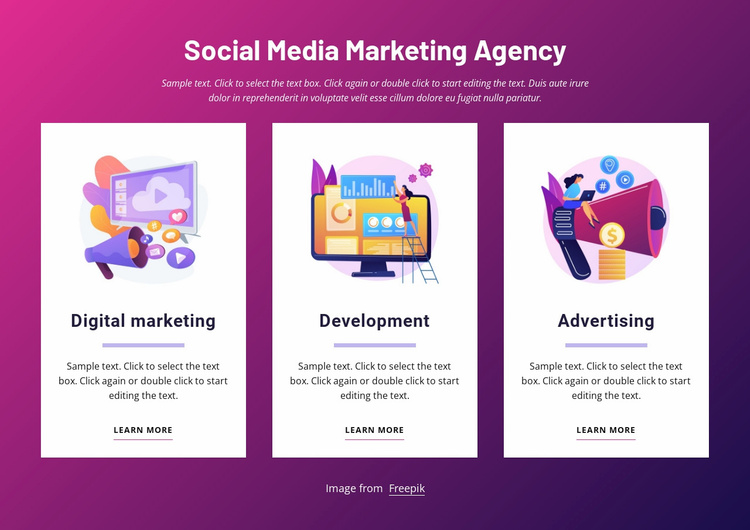 Social Media Marketing Agency
Sample text. Click to select the text box. Click again or double click to start editing the text. Duis aute irure
dolor in reprehenderit in voluptate velit esse cillum dolore eu fugiat nulla pariatur.
#
$
Digital marketing
Sample text. Click to select the text
box. Click again or double click to start
editing the text.
LEARN MORE
Development
Sample text. Click to select the text
box. Click again or double click to start
editing the text.
LEARN MORE
Advertising
Sample text. Click to select the text
box. Click again or double click to start
editing the text.
LEARN MORE
Image from Freepik